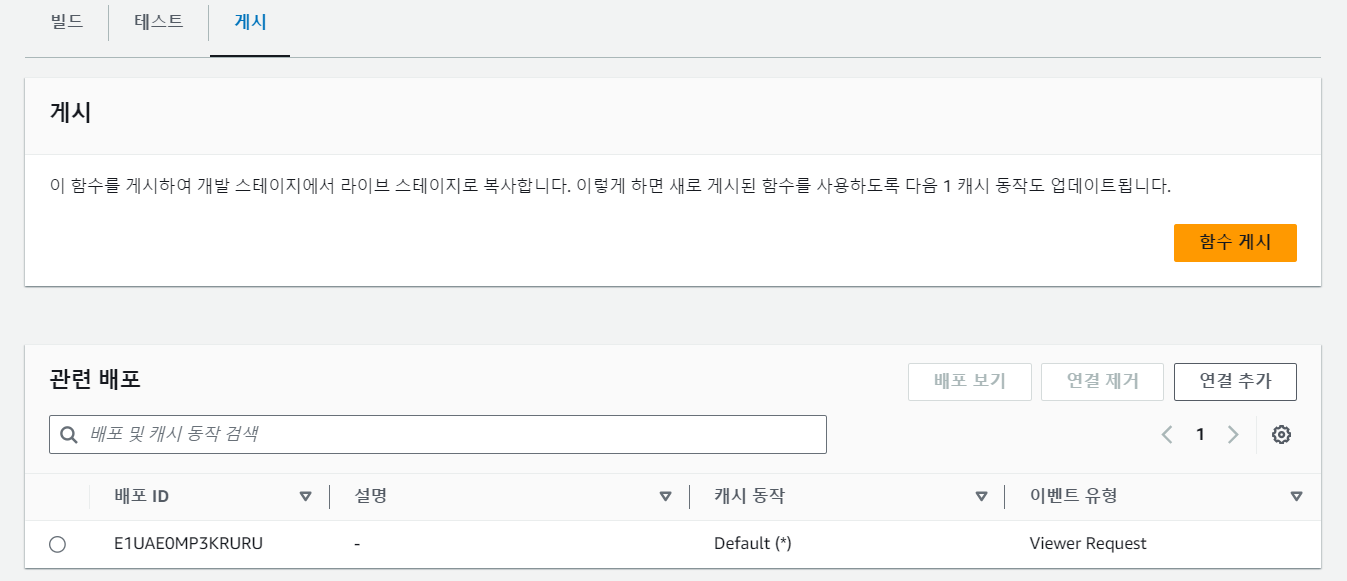 빌드 테스트 게시
게시
이 함수를 게시하여 개발 스테이지에서 라이브 스테이지로 복사합니다. 이렇게 하면 새로 게시된 함수를 사용하도록 다음 1 캐시 동작도 업데이트됩니다.
함수 게시
관련 배포 배포 보기 연결 제거 연결 추가
배포 및 캐시 동작 검색 1
배포 ID 설명 캐시 동작 이벤트 유형
E1UAE0MP3KRURU - Default (*) Viewer Request